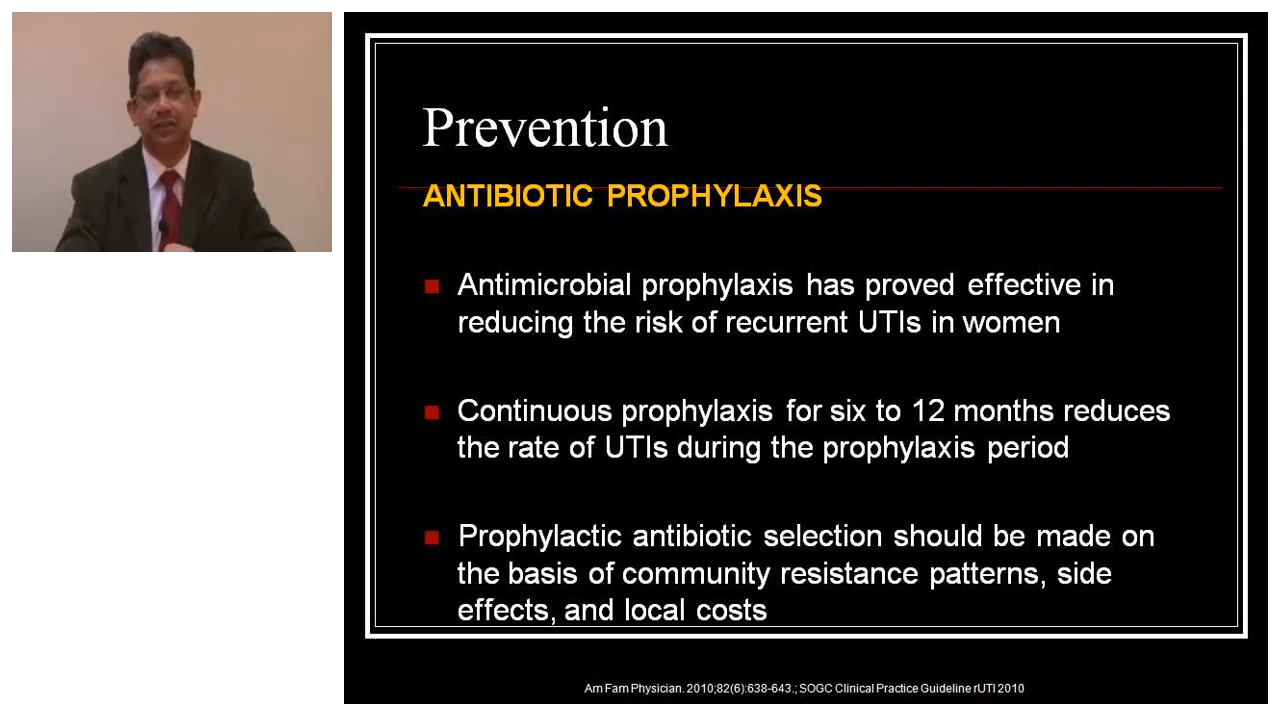 Prevention
ANTIBIOTIC PROPHYLAXIS
■ Antimicrobial prophylaxis has proved effective in
reducing the risk of recurrent UTIs in women
■ Continuous prophylaxis for six to 12 months reduces
the rate of UTIs during the prophylaxis period
■ Prophylactic antibiotic selection should be made on
the basis of community resistance patterns, side
effects, and local costs
Am Fam Physician. 2010;82(6):638-643.; SOGC Clinical Practice Guideline rUTI 2010